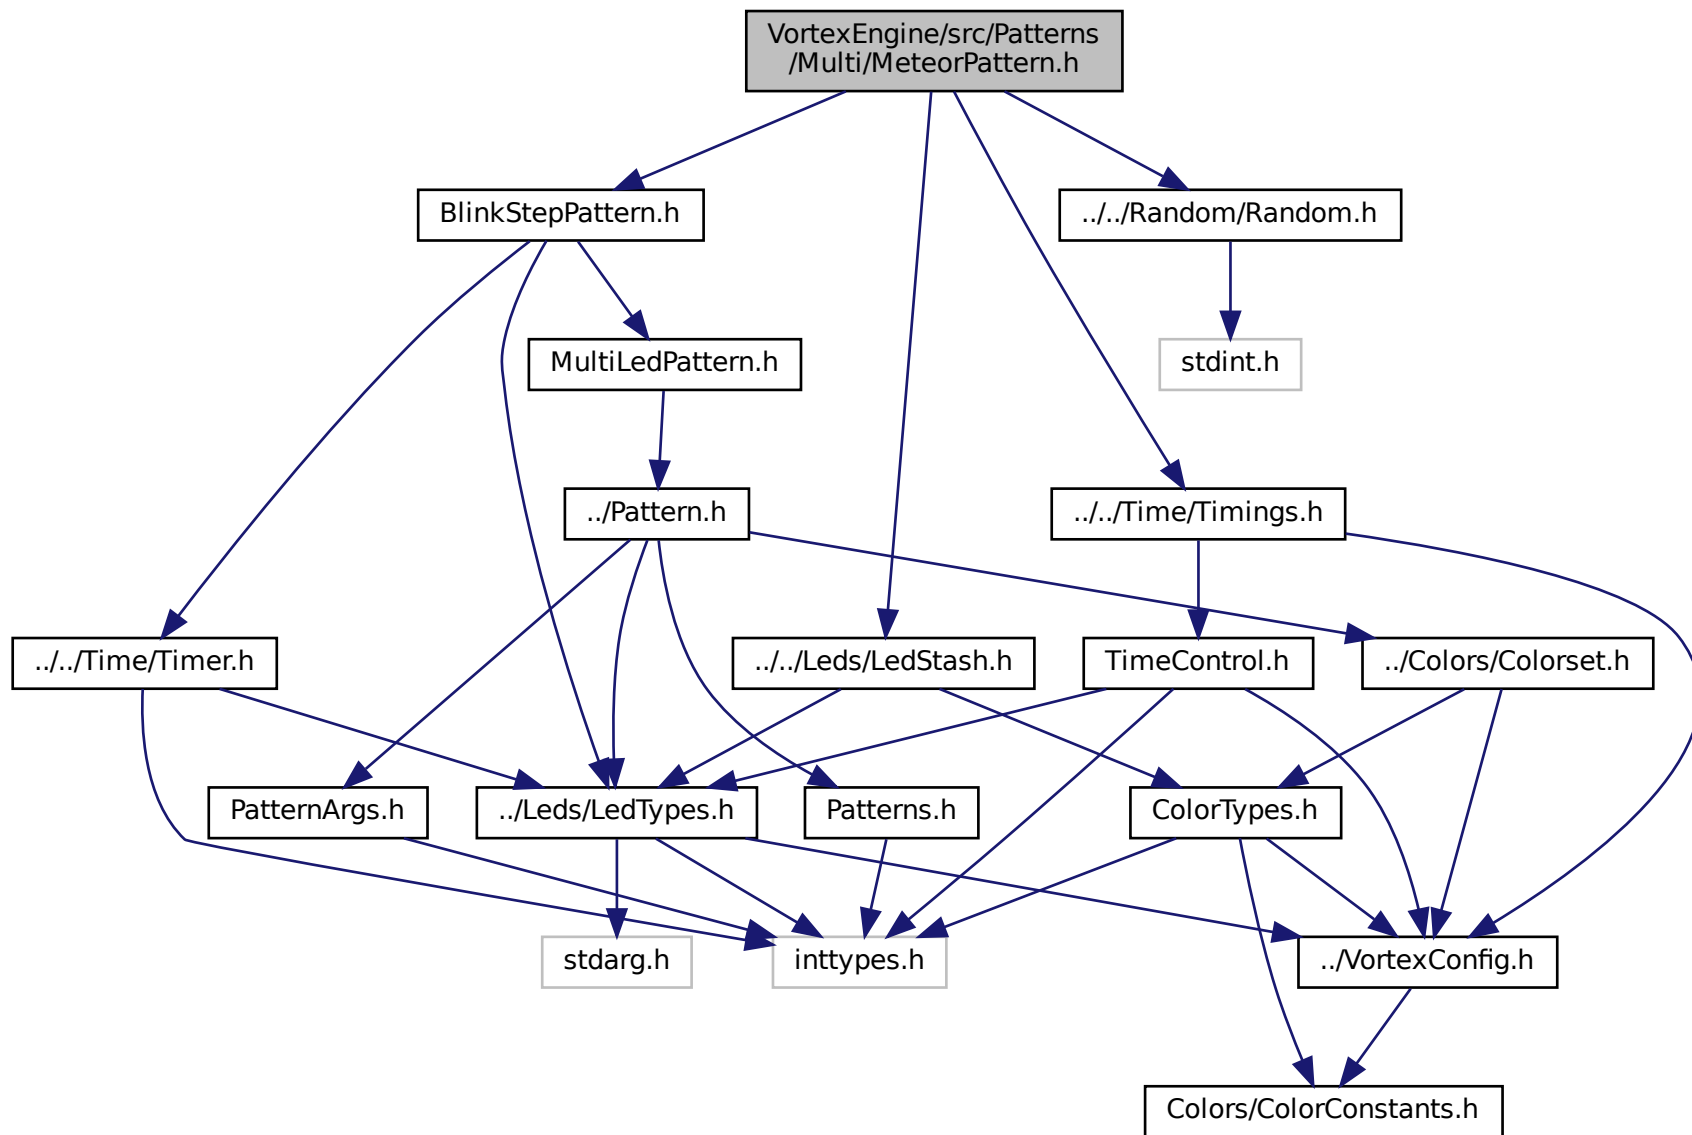 VortexEngine/src/Patterns
/Multi/MeteorPattern.h
BlinkStepPattern.h
../../Random/Random.h
MultiLedPattern.h
stdint.h
../Pattern.h
../../Time/Timings.h
../../Time/Timer.h
../../Leds/LedStash.h
TimeControl.h
../Colors/Colorset.h
PatternArgs.h
../Leds/LedTypes.h
Patterns.h
ColorTypes.h
stdarg.h
inttypes.h
../VortexConfig.h
Colors/ColorConstants.h